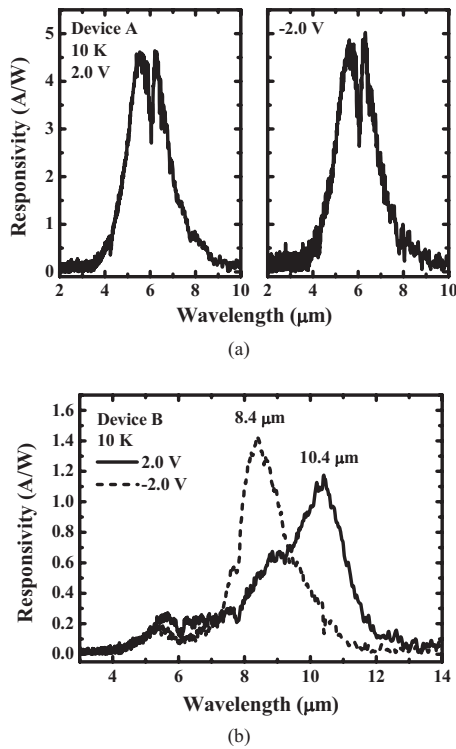 Device A
10 K
2.0 V
-2.0 V
Responsivity (A/W)
5
4
3
2
1
0
2 4 6 8 10
2 4 6 8 10
Wavelength (μm)
(a)
Device B
10 K
2.0 V
-2.0 V
8.4 μm
10.4 μm
Responsivity (A/W)
1.6
1.4
1.2
1.0
0.8
0.6
0.4
0.2
0.0
4 6 8 10 12 14
Wavelength (μm)
(b)